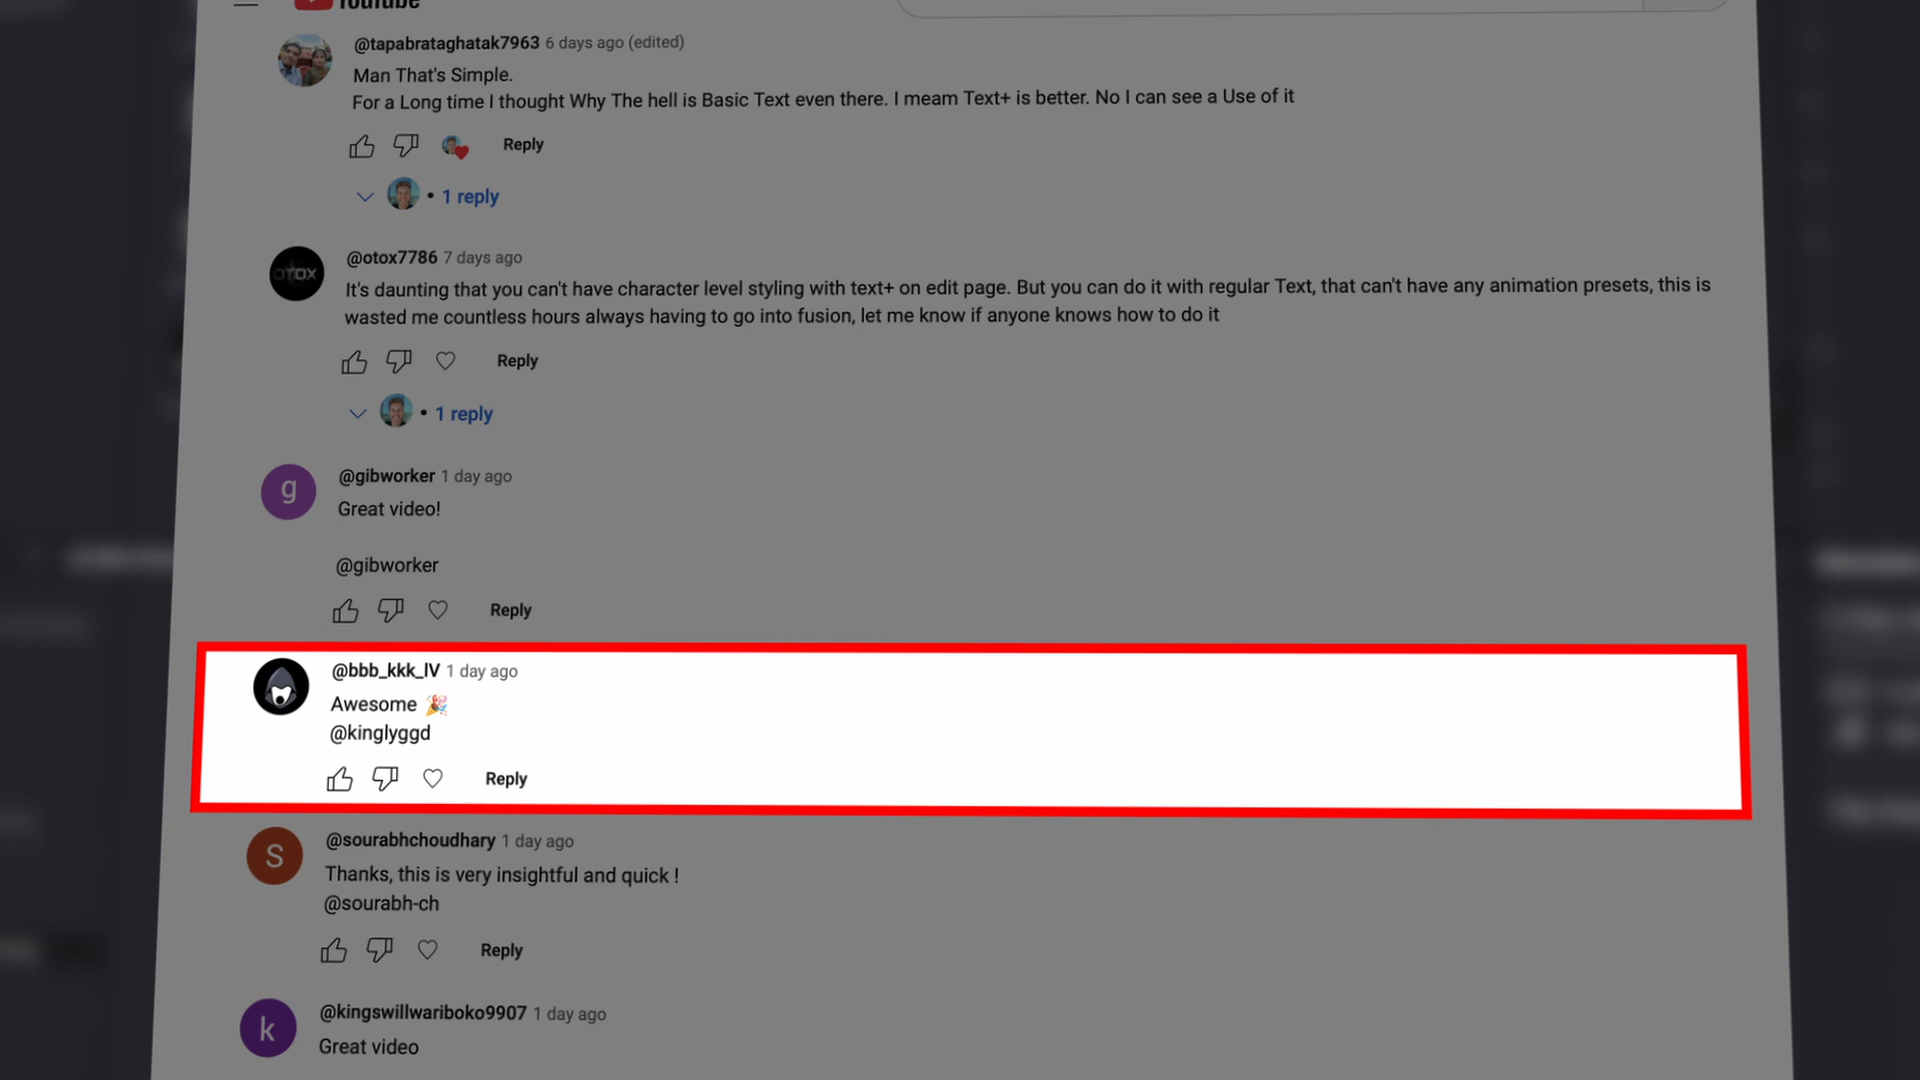 YouTube
@tapabrataghatak7963 6 days ago (edited)
Man That's Simple.
For a Long time I thought Why The hell is Basic Text even there. I meam Text+ is better. No I can see a Use of it
Reply
• 1 reply
OTOX
@otox7786 7 days ago
It's daunting that you can't have character level styling with text+ on edit page. But you can do it with regular Text, that can't have any animation presets, this is
wasted me countless hours always having to go into fusion, let me know if anyone knows how to do it
Reply
• 1 reply
g
@gibworker 1 day ago
Great video!
@gibworker
Reply
@bbb_kkk_lV 1 day ago
Awesome 🎉
@kinglyggd
Reply
S
@sourabhchoudhary 1 day ago
Thanks, this is very insightful and quick !
@sourabh-ch
Reply
k
@kingswillwariboko9907 1 day ago
Great video